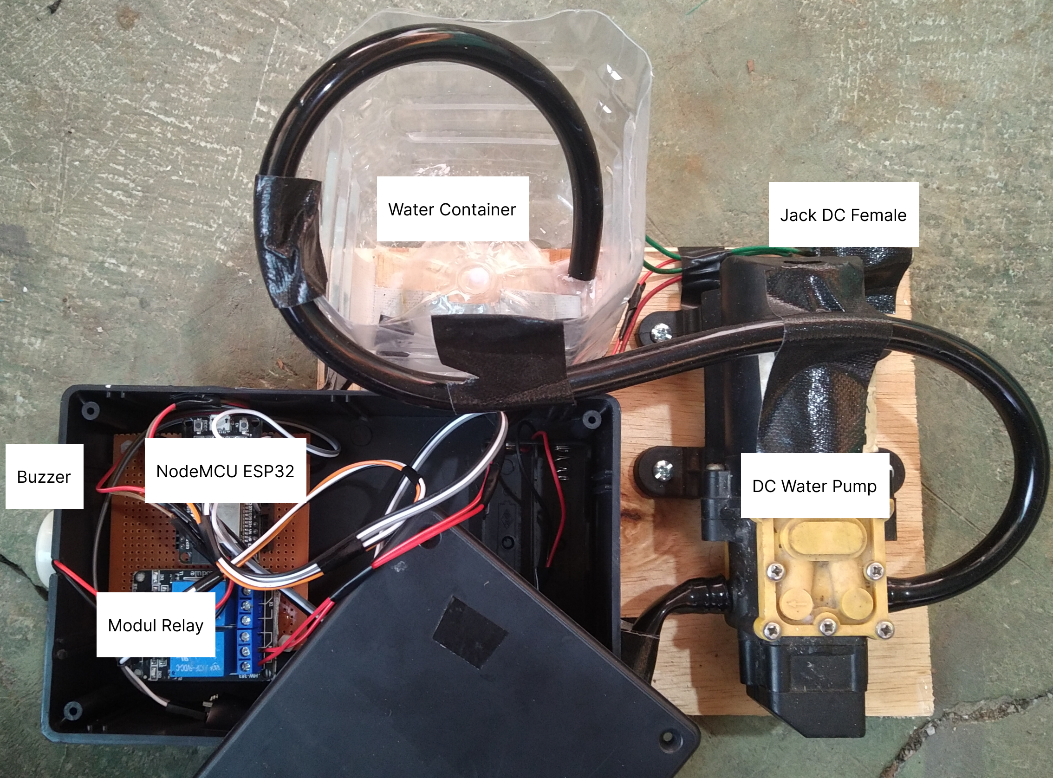 Water Container
Jack DC Female
Buzzer
NodeMCU ESP32
DC Water Pump
Modul Relay